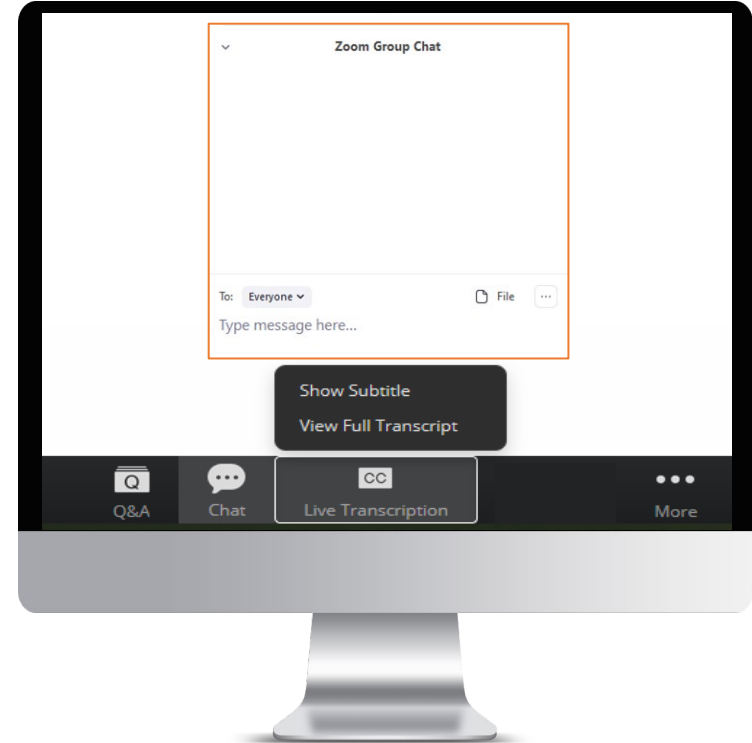 Zoom Group Chat
To: Everyone File
Type message here...
Show Subtitle
View Full Transcript
Q CC
Q&A Chat Live Transcription More